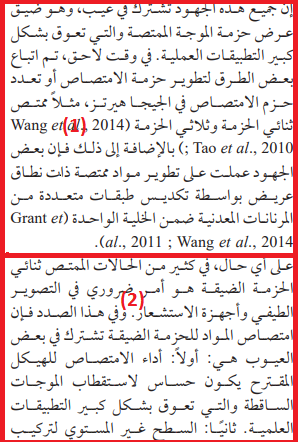 إن جميع هذه الجهود تشترك في عيب، وهو ضيق
عرض حزمة الموجة الممتصة والتي تعوق بشكل
كبير التطبيقات العملية. في وقت لاحق، تم اتباع
بعض الطرق لتطوير حزمة الامتصاص أو تعدد
حزم الامتصاص في الجيجا هيرتز، مثلاً ممتص
ثنائي الحزمة وثلاثي الحزمة (Wang et al., 2014
; Tao et al., 2010) بالإضافة إلى ذلك فإن بعض
الجهود عملت على تطوير مواد ممتصة ذات نطاق
عريض بواسطة تكديس طبقات متعددة من
المرنانات المعدنية ضمن الخلية الواحدة (Grant et
al., 2011 ; Wang et al., 2014).
(1)
على أي حال، في كثير من الحالات الممتص ثنائي
الحزمة الضيقة هو أمر ضروري في التصوير
الطيفي وأجهزة الاستشعار. وفي هذا الصدد فإن
(2)
امتصاص المواد للحزمة الضيقة تشترك في بعض
العيوب هي: أولاً: أداء الامتصاص للهيكل
المقترح يكون حساس لاستقطاب الموجات
الساقطة والتي تعوق بشكل كبير التطبيقات
العلمية. ثانيًا: السطح غير المستوي لتركيب